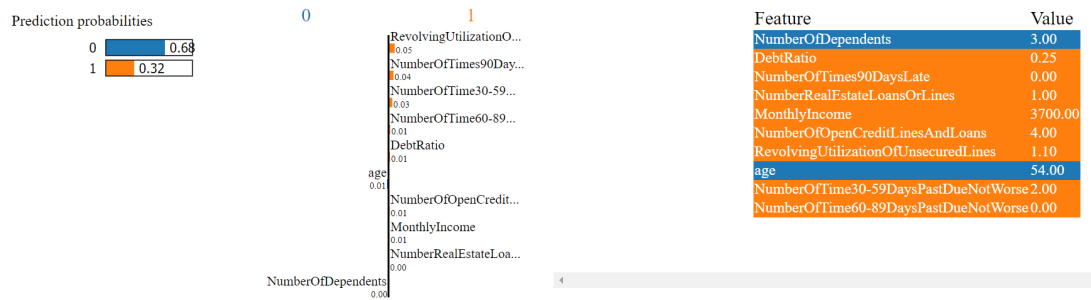 Prediction probabilities
0 0.68
1 0.32
0 1
RevolvingUtilizationO...
0.05
NumberOfTimes90Day...
0.04
NumberOfTime30-59...
0.03
NumberOfTime60-89...
0.01
DebtRatio
0.01
age
0.01
NumberOfOpenCredit...
0.01
MonthlyIncome
0.01
NumberRealEstateLoa...
0.00
NumberOfDependents
0.00
Feature Value
NumberOfDependents 3.00
DebtRatio 0.25
NumberOfTimes90DaysLate 0.00
NumberRealEstateLoansOrLines 1.00
MonthlyIncome 3700.00
NumberOfOpenCreditLinesAndLoans 4.00
RevolvingUtilizationOfUnsecuredLines 1.10
age 54.00
NumberOfTime30-59DaysPastDueNotWorse 2.00
NumberOfTime60-89DaysPastDueNotWorse 0.00